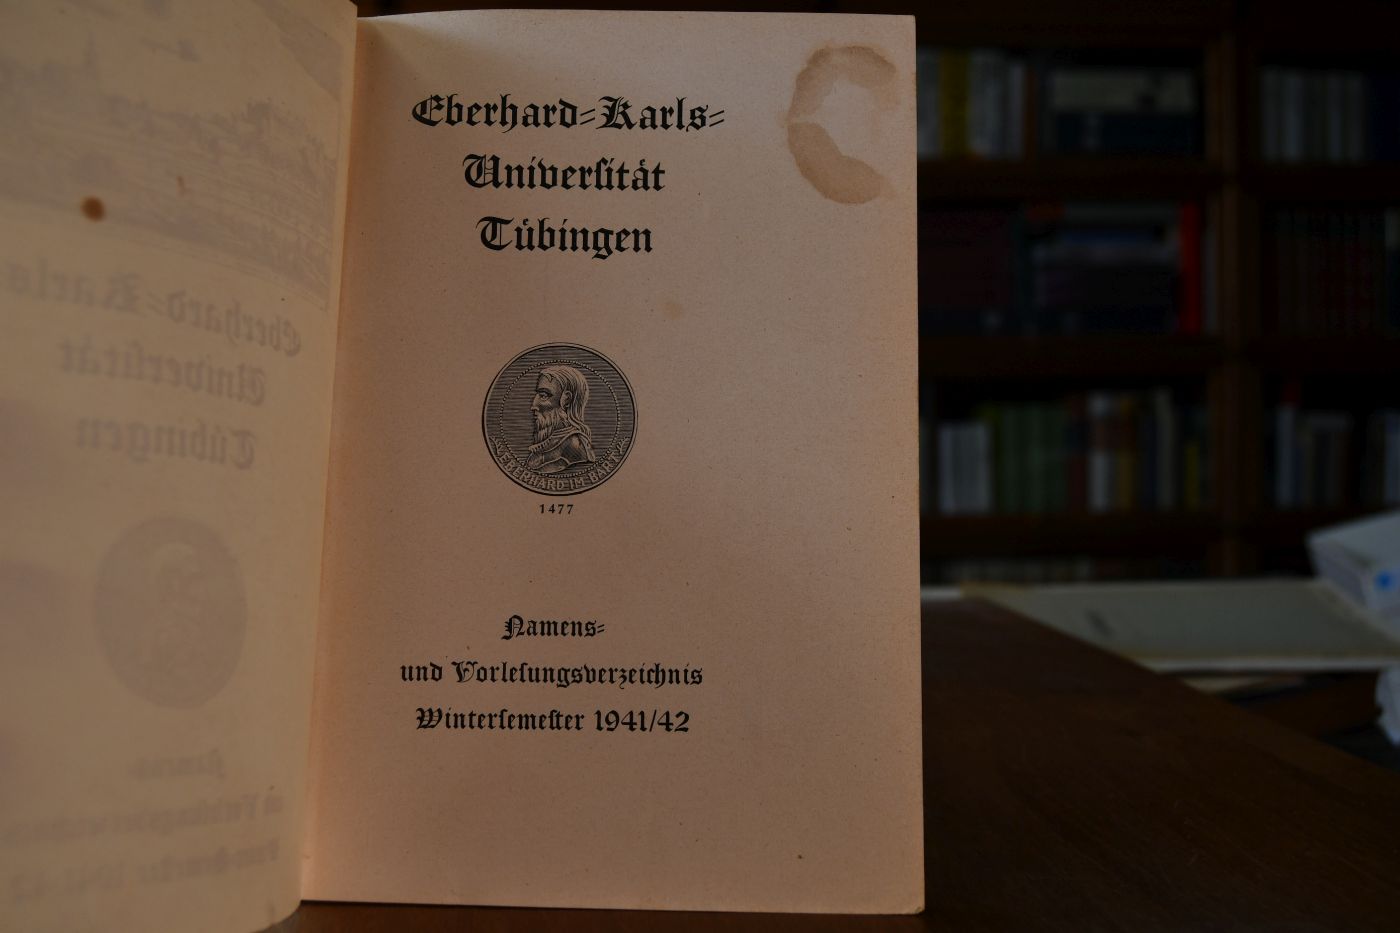 Eberhard-Karls-
Univerſität
Tübingen
EBERHARD·IM·BART
1477
Namens-
und Vorleſungsverzeichnis
Winterſemeſter 1941/42